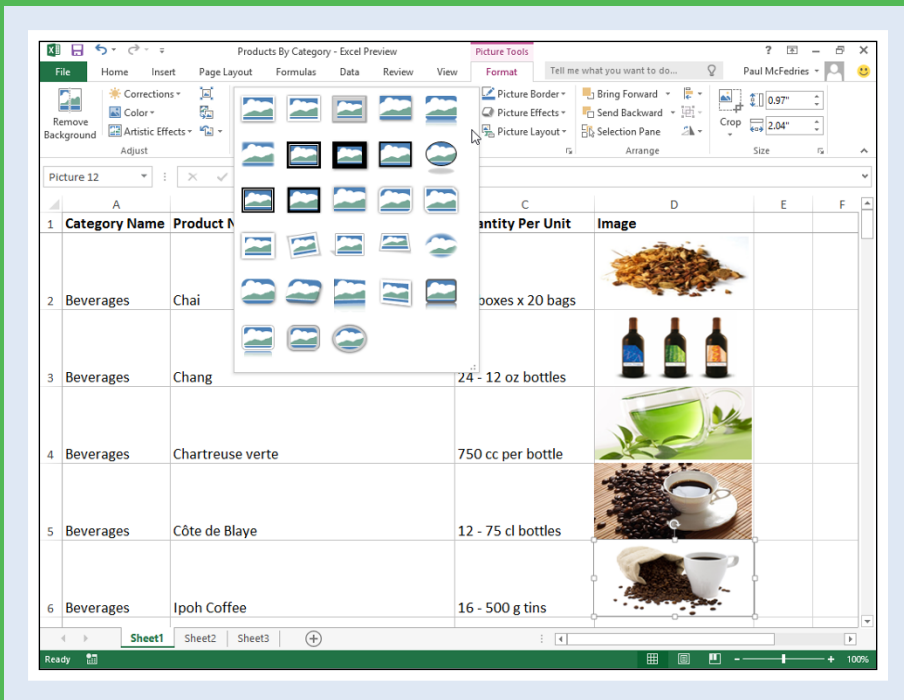 Products By Category - Excel Preview
Picture Tools
?
File Home Insert Page Layout Formulas Data Review View Format Tell me what you want to do... Paul McFedries
Remove Background
Corrections
Color
Artistic Effects
Adjust
Picture Border
Picture Effects
Picture Layout
Bring Forward
Send Backward
Selection Pane
Arrange
Crop
0.97"
2.04"
Size
Picture 12
A C D E F
1 Category Name Product N antity Per Unit Image
2 Beverages Chai boxes x 20 bags
3 Beverages Chang 24 - 12 oz bottles
4 Beverages Chartreuse verte 750 cc per bottle
5 Beverages Côte de Blaye 12 - 75 cl bottles
6 Beverages Ipoh Coffee 16 - 500 g tins
Sheet1 Sheet2 Sheet3
Ready 100%